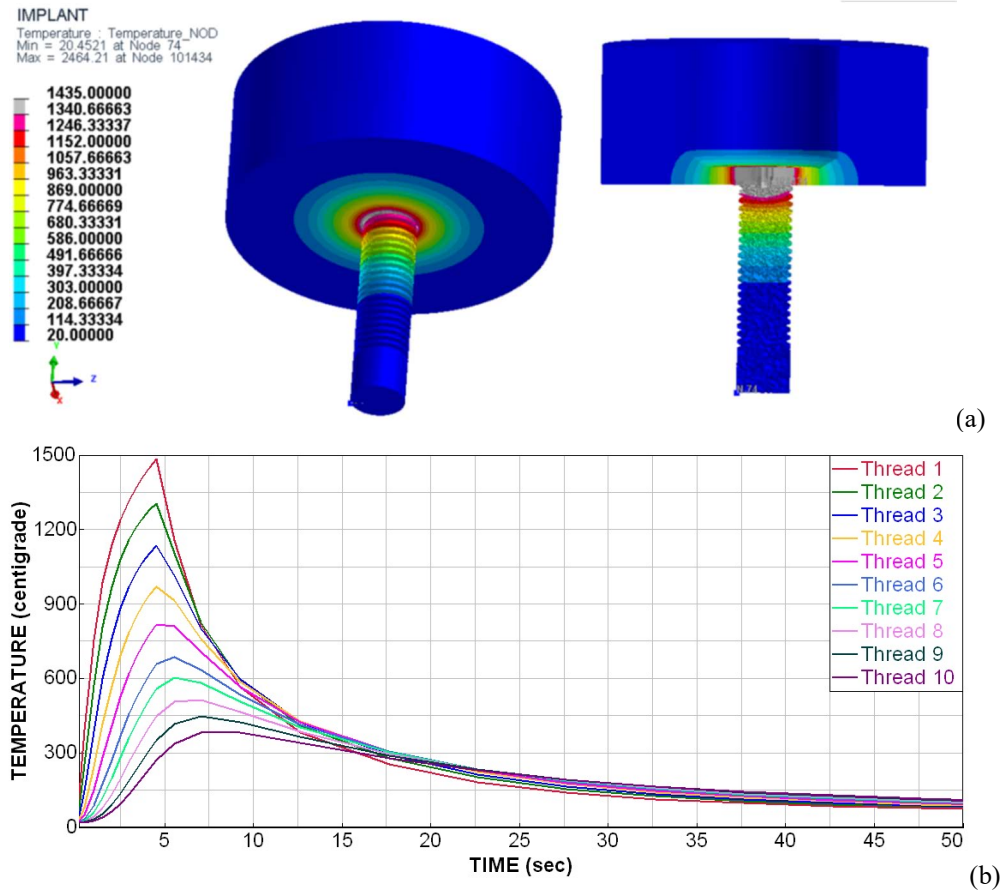 IMPLANT
Temperature : Temperature_NOD
Min = 20.4521 at Node 74
Max = 2464.21 at Node 101434
1435.00000
1340.66663
1246.33337
1152.00000
1057.66663
963.33331
869.00000
774.66669
680.33331
586.00000
491.66666
397.33334
303.00000
208.66667
114.33334
20.00000
Y
Z
X
N 74
(a)
1500
1200
900
600
300
0
TEMPERATURE (centigrade)
Thread 1
Thread 2
Thread 3
Thread 4
Thread 5
Thread 6
Thread 7
Thread 8
Thread 9
Thread 10
5 10 15 20 25 30 35 40 45 50
TIME (sec)
(b)